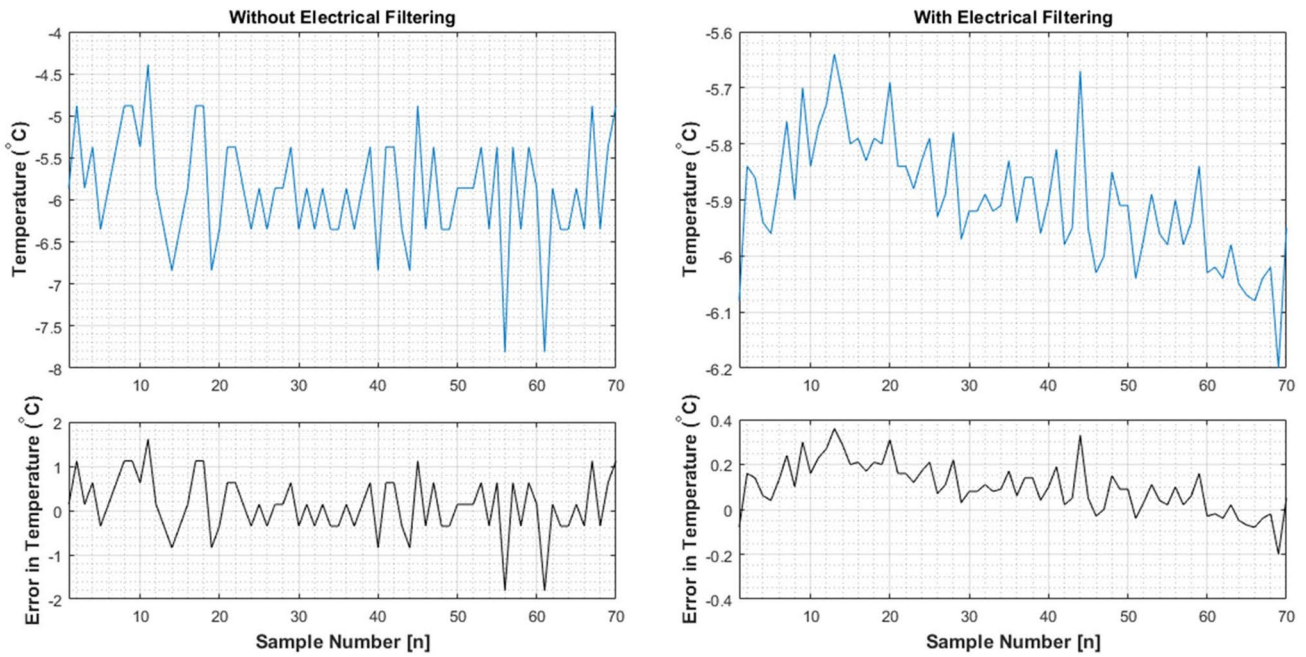 Without Electrical Filtering
Temperature (°C)
-4
-4.5
-5
-5.5
-6
-6.5
-7
-7.5
-8
10 20 30 40 50 60 70
Error in Temperature (°C)
2
1
0
-1
-2
10 20 30 40 50 60 70
Sample Number [n]
With Electrical Filtering
Temperature (°C)
-5.6
-5.7
-5.8
-5.9
-6
-6.1
-6.2
10 20 30 40 50 60 70
Error in Temperature (°C)
0.4
0.2
0
-0.2
-0.4
10 20 30 40 50 60 70
Sample Number [n]